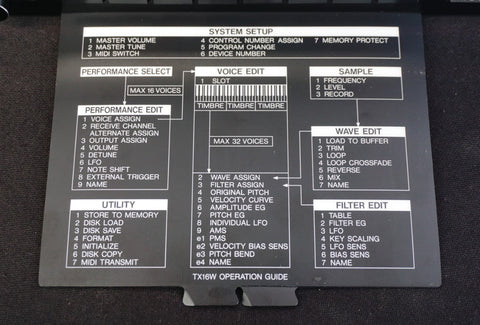 SYSTEM SETUP
1 MASTER VOLUME
2 MASTER TUNE
3 MIDI SWITCH
4 CONTROL NUMBER ASSIGN
5 PROGRAM CHANGE
6 DEVICE NUMBER
7 MEMORY PROTECT
PERFORMANCE SELECT
MAX 16 VOICES
PERFORMANCE EDIT
1 VOICE ASSIGN
2 RECEIVE CHANNEL
ALTERNATE ASSIGN
3 OUTPUT ASSIGN
4 VOLUME
5 DETUNE
6 LFO
7 NOTE SHIFT
8 EXTERNAL TRIGGER
9 NAME
UTILITY
1 STORE TO MEMORY
2 DISK LOAD
3 DISK SAVE
4 FORMAT
5 INITIALIZE
6 DISK COPY
7 MIDI TRANSMIT
VOICE EDIT
1 SLOT
TIMBRE TIMBRE TIMBRE
MAX 32 VOICES
2 WAVE ASSIGN
3 FILTER ASSIGN
4 ORIGINAL PITCH
5 VELOCITY CURVE
6 AMPLITUDE EG
7 PITCH EG
8 INDIVIDUAL LFO
9 AMS
e1 PMS
e2 VELOCITY BIAS SENS
e3 PITCH BEND
e4 NAME
SAMPLE
1 FREQUENCY
2 LEVEL
3 RECORD
WAVE EDIT
1 LOAD TO BUFFER
2 TRIM
3 LOOP
4 LOOP CROSSFADE
5 REVERSE
6 MIX
7 NAME
FILTER EDIT
1 TABLE
2 FILTER EG
3 LFO
4 KEY SCALING
5 LFO SENS
6 BIAS SENS
7 NAME
TX16W OPERATION GUIDE